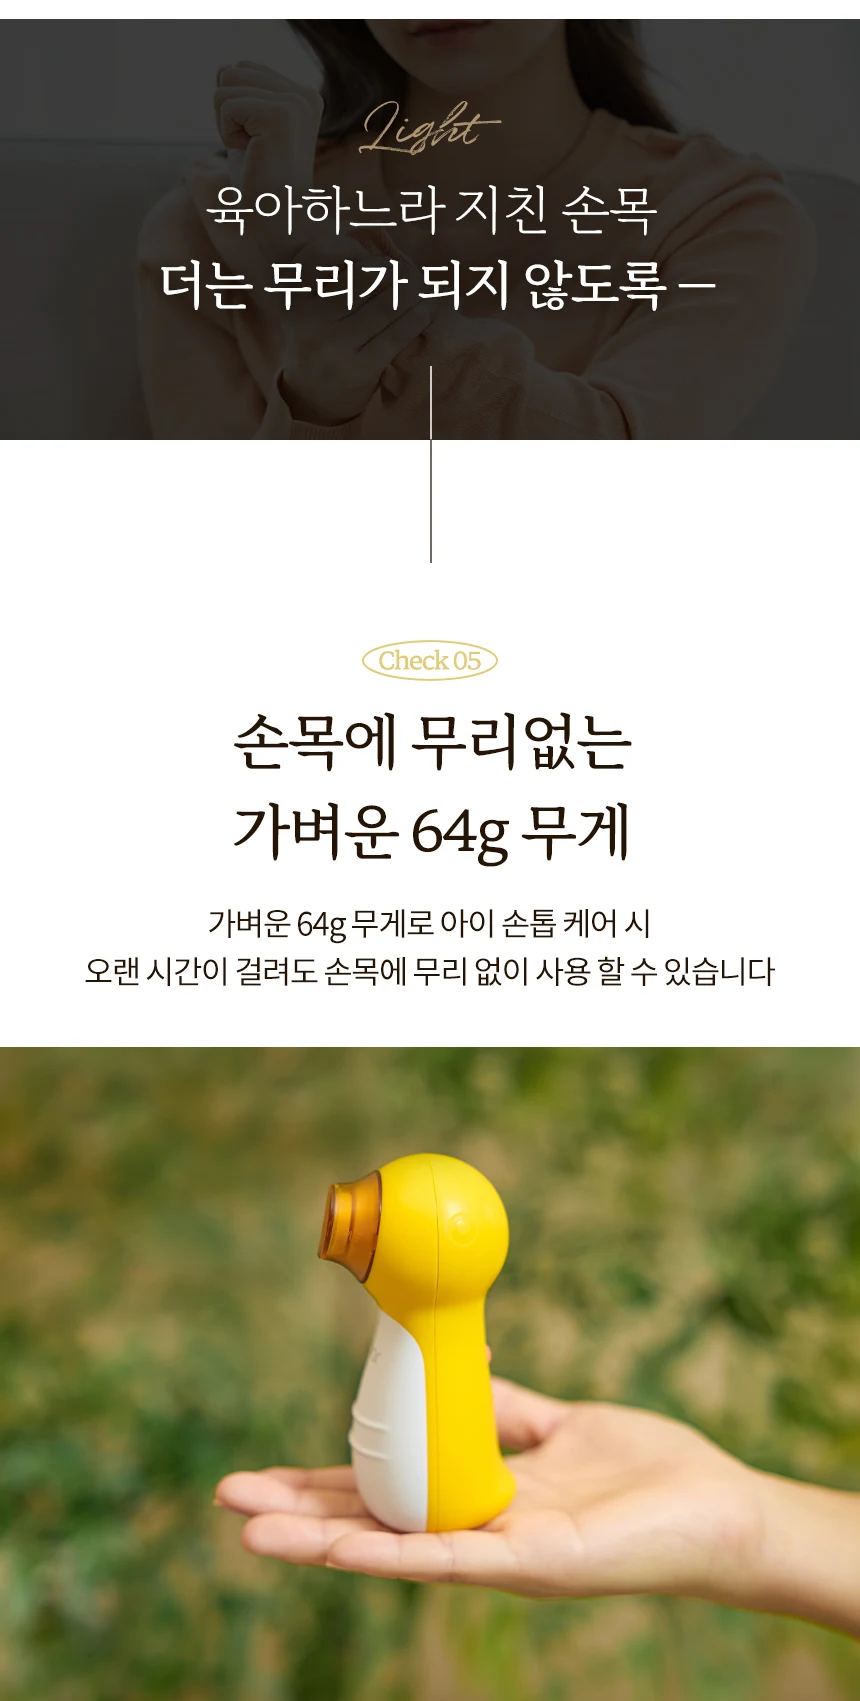 Light
육아하느라 지친 손목
더는 무리가 되지 않도록 —
Check 05
손목에 무리없는
가벼운 64g 무게
가벼운 64g 무게로 아이 손톱 케어 시
오랜 시간이 걸려도 손목에 무리 없이 사용 할 수 있습니다